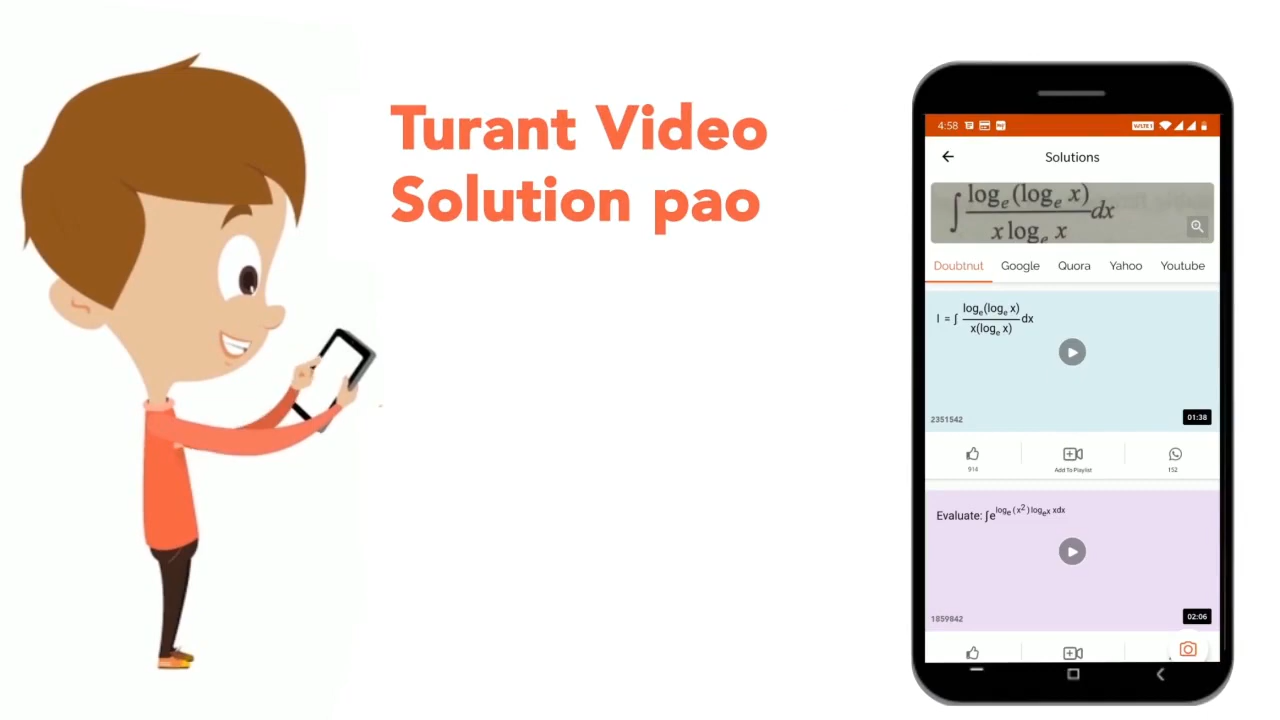 Turant Video
Solution pao
4:58
VoLTE
Solutions
∫ log_e (log_e x) / x log_e x dx
Doubtnut Google Quora Yahoo Youtube
I = ∫ log_e(log_e x) / x(log_e x) dx
2351542 01:38
914 Add To Playlist 152
Evaluate: ∫e^{log_e (x^2) log_e x} xdx
1859842 02:06